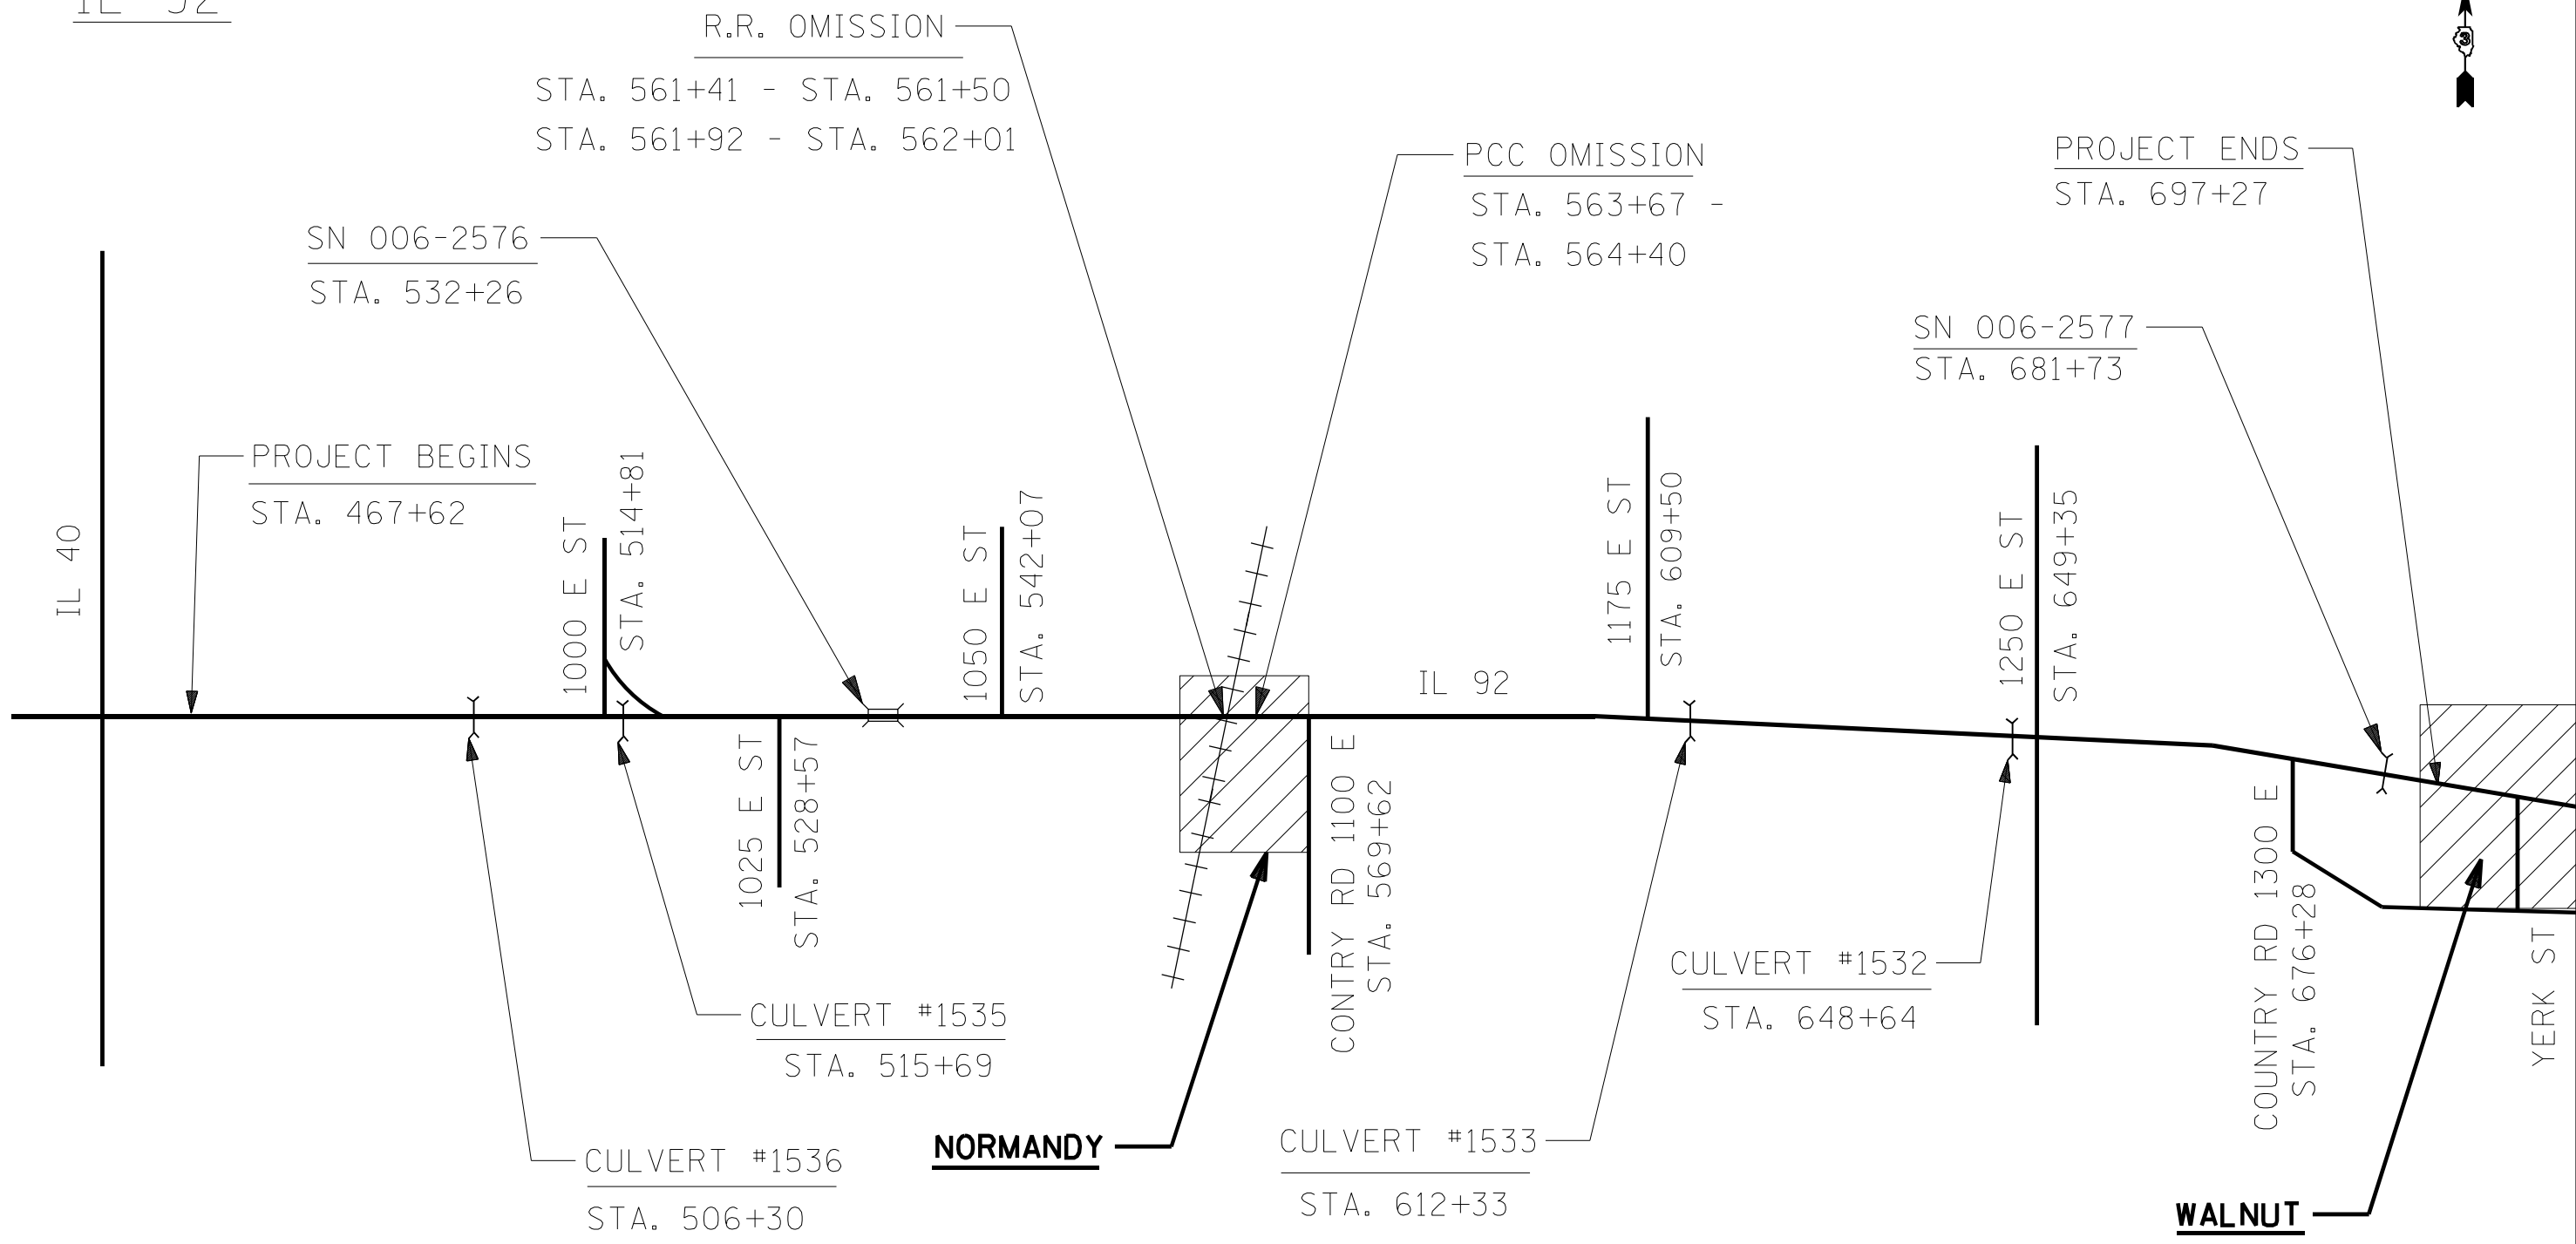 IL 92
R.R. OMISSION
STA. 561+41 - STA. 561+50
STA. 561+92 - STA. 562+01
3
PCC OMISSION
STA. 563+67 -
STA. 564+40
PROJECT ENDS
STA. 697+27
SN 006-2576
STA. 532+26
SN 006-2577
STA. 681+73
PROJECT BEGINS
STA. 467+62
IL 40
1000 E ST
STA. 514+81
1025 E ST
STA. 528+57
1050 E ST
STA. 542+07
IL 92
1175 E ST
STA. 609+50
1250 E ST
STA. 649+35
CONTRY RD 1100 E
STA. 569+62
COUNTRY RD 1300 E
STA. 676+28
YERK ST
CULVERT #1535
STA. 515+69
CULVERT #1532
STA. 648+64
CULVERT #1536
STA. 506+30
NORMANDY
CULVERT #1533
STA. 612+33
WALNUT